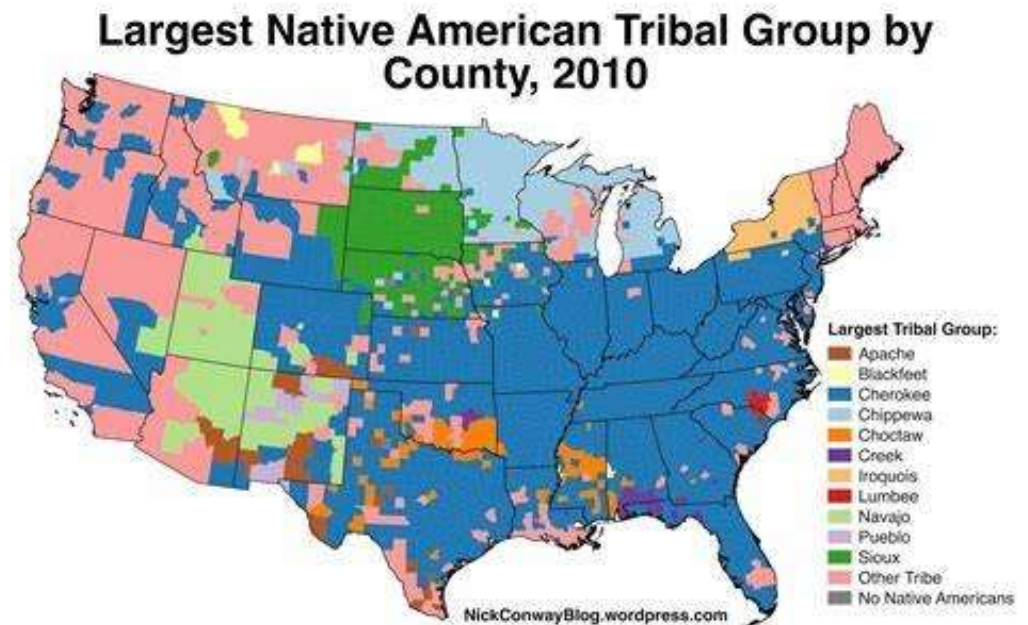 Largest Native American Tribal Group by
County, 2010
Largest Tribal Group:
Apache
Blackfeet
Cherokee
Chippewa
Choctaw
Creek
Iroquois
Lumbee
Navajo
Pueblo
Sioux
Other Tribe
No Native Americans
NickConwayBlog.wordpress.com